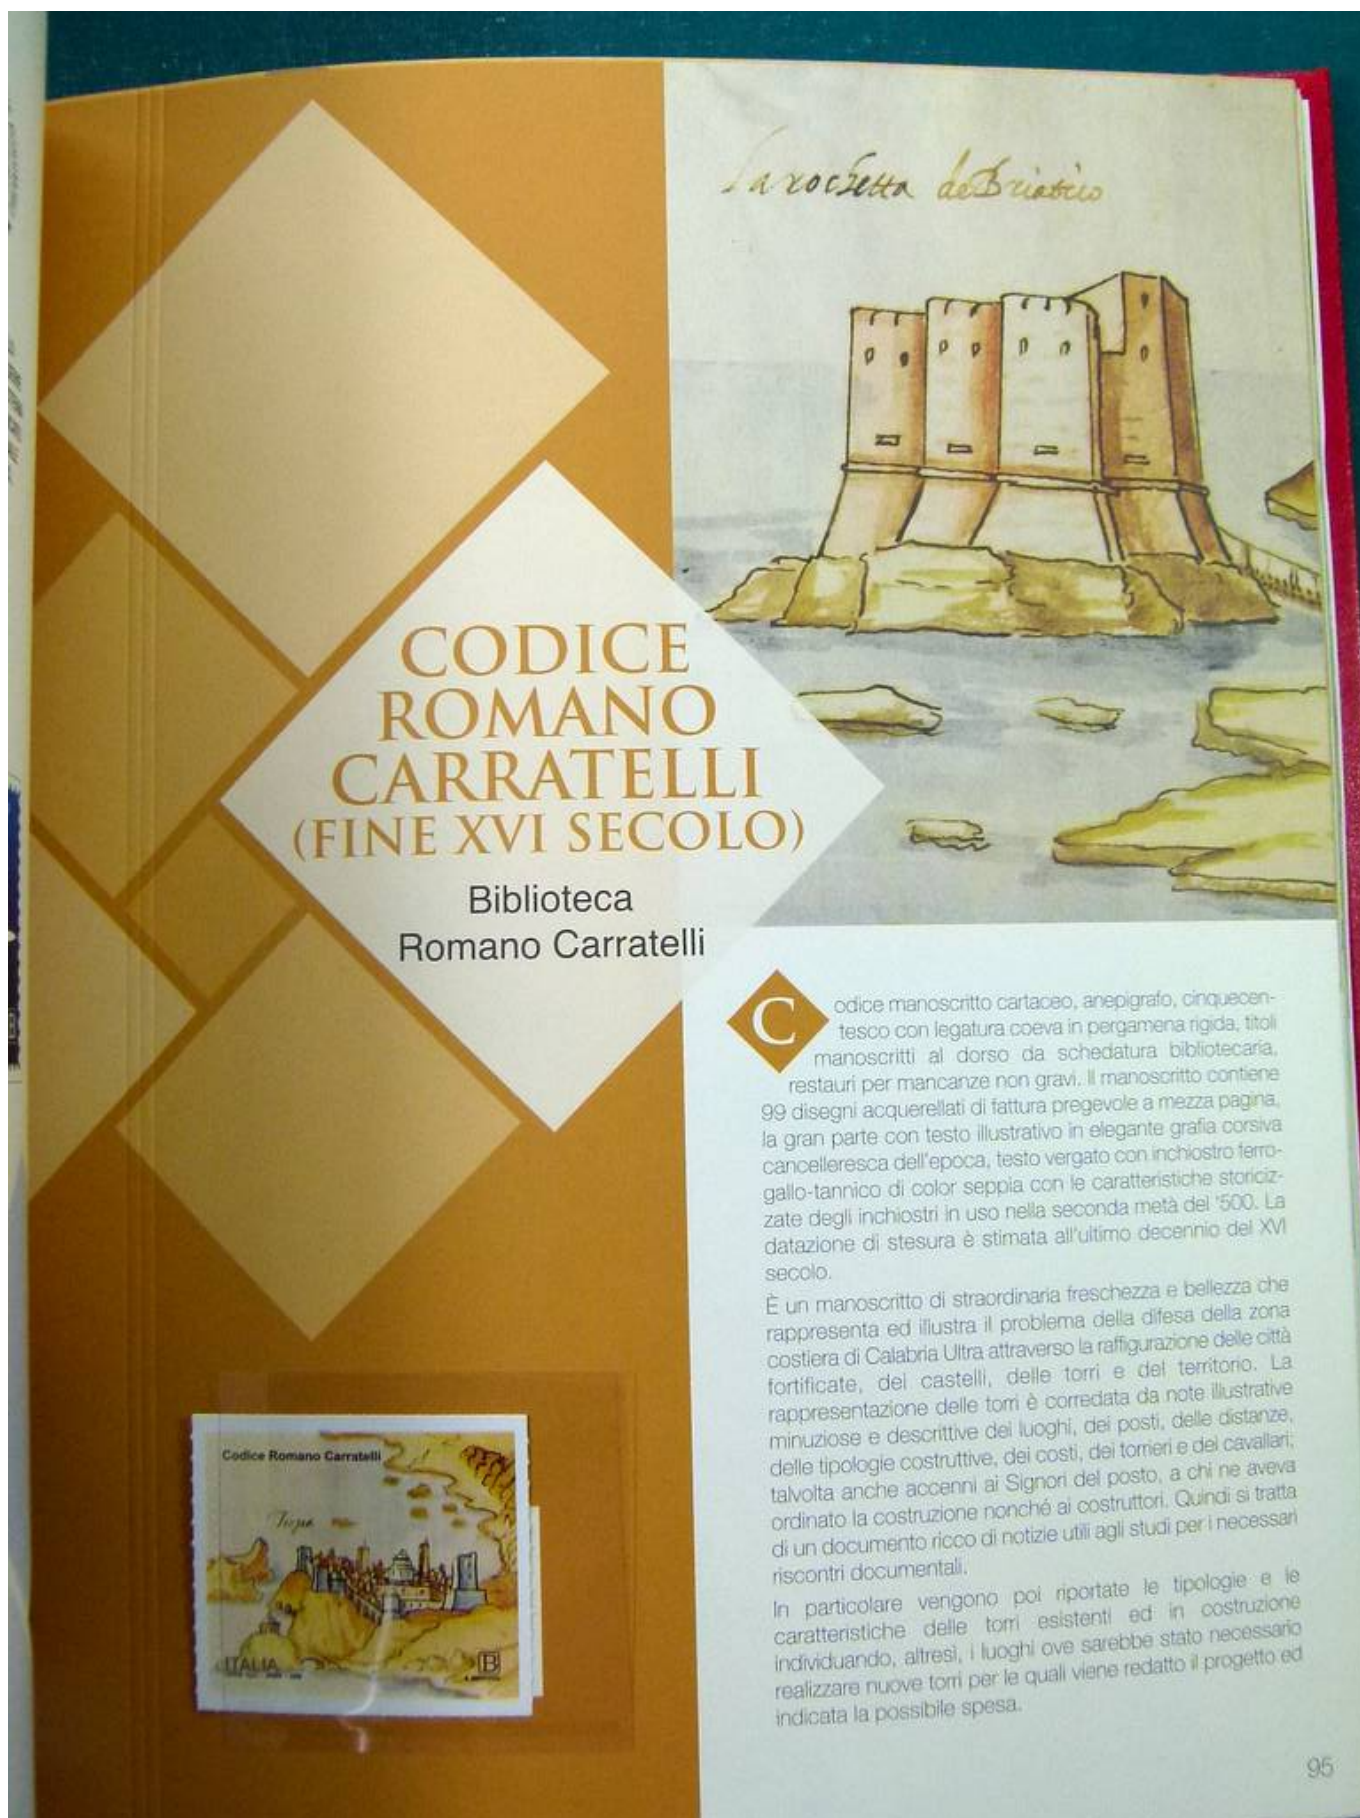 La rochetta de Briatico
CODICE
ROMANO
CARRATELLI
(FINE XVI SECOLO)
Biblioteca
Romano Carratelli
Codice manoscritto cartaceo, anepigrafo, cinquecen-
tesco con legatura coeva in pergamena rigida, titoli
manoscritti al dorso da schedatura bibliotecaria,
restauri per mancanze non gravi. Il manoscritto contiene
99 disegni acquerellati di fattura pregevole a mezza pagina,
la gran parte con testo illustrativo in elegante grafia corsiva
cancelleresca dell'epoca, testo vergato con inchiostro ferro-
gallo-tannico di color seppia con le caratteristiche storiciz-
zate degli inchiostri in uso nella seconda metà del '500. La
datazione di stesura è stimata all'ultimo decennio del XVI
secolo.
È un manoscritto di straordinaria freschezza e bellezza che
rappresenta ed illustra il problema della difesa della zona
costiera di Calabria Ultra attraverso la raffigurazione delle città
fortificate, dei castelli, delle torri e del territorio. La
rappresentazione delle torri è corredata da note illustrative
minuziose e descrittive dei luoghi, dei posti, delle distanze,
delle tipologie costruttive, dei costi, dei torrieri e dei cavallari;
talvolta anche accenni ai Signori del posto, a chi ne aveva
ordinato la costruzione nonché ai costruttori. Quindi si tratta
di un documento ricco di notizie utili agli studi per i necessari
riscontri documentali.
In particolare vengono poi riportate le tipologie e le
caratteristiche delle torri esistenti ed in costruzione
individuando, altresì, i luoghi ove sarebbe stato necessario
realizzare nuove torri per le quali viene redatto il progetto ed
indicata la possibile spesa.
Codice Romano Carratelli
Tropea
ITALIA
B
95